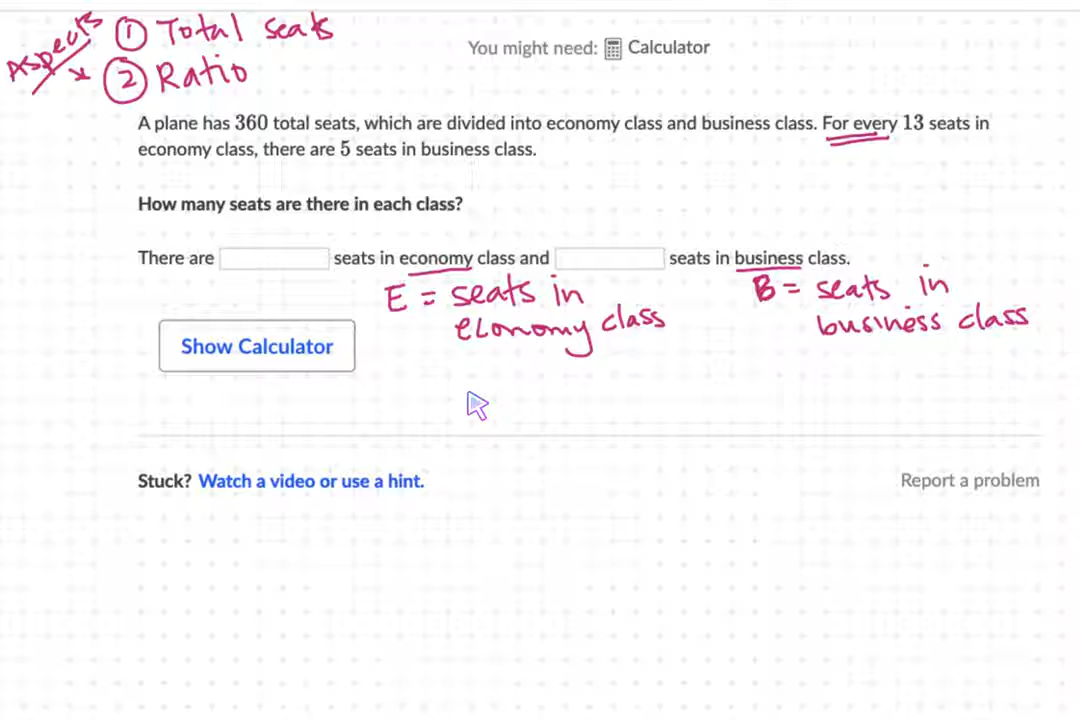 Aspects
① Total seats
② Ratio
You might need: Calculator
A plane has 360 total seats, which are divided into economy class and business class. For every 13 seats in
economy class, there are 5 seats in business class.
How many seats are there in each class?
There are seats in economy class and seats in business class.
E = seats in
economy class
B = seats in
business class
Show Calculator
Stuck? Watch a video or use a hint.
Report a problem